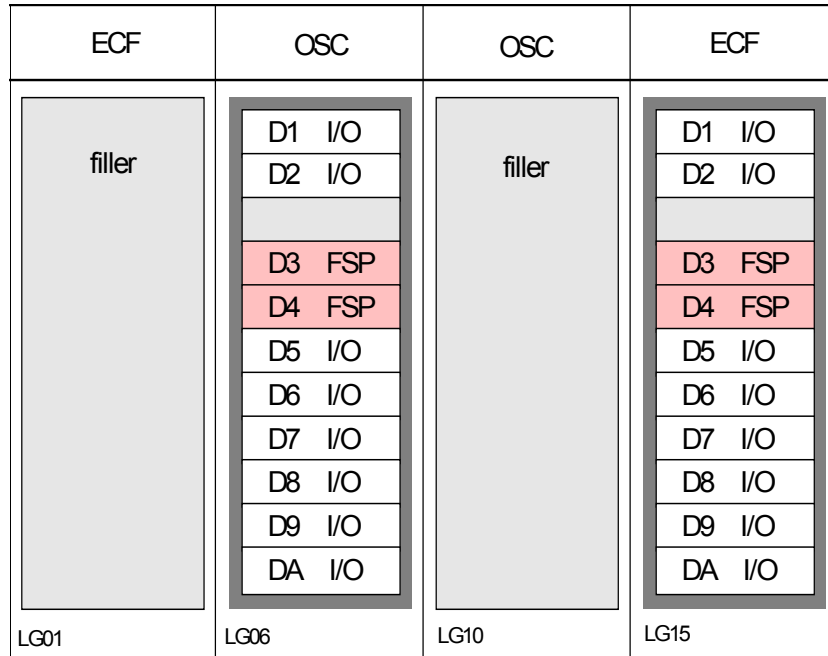 ECF OSC OSC ECF
filler
D1 I/O
D2 I/O
D3 FSP
D4 FSP
D5 I/O
D6 I/O
D7 I/O
D8 I/O
D9 I/O
DA I/O
filler
D1 I/O
D2 I/O
D3 FSP
D4 FSP
D5 I/O
D6 I/O
D7 I/O
D8 I/O
D9 I/O
DA I/O
LG01 LG06 LG10 LG15